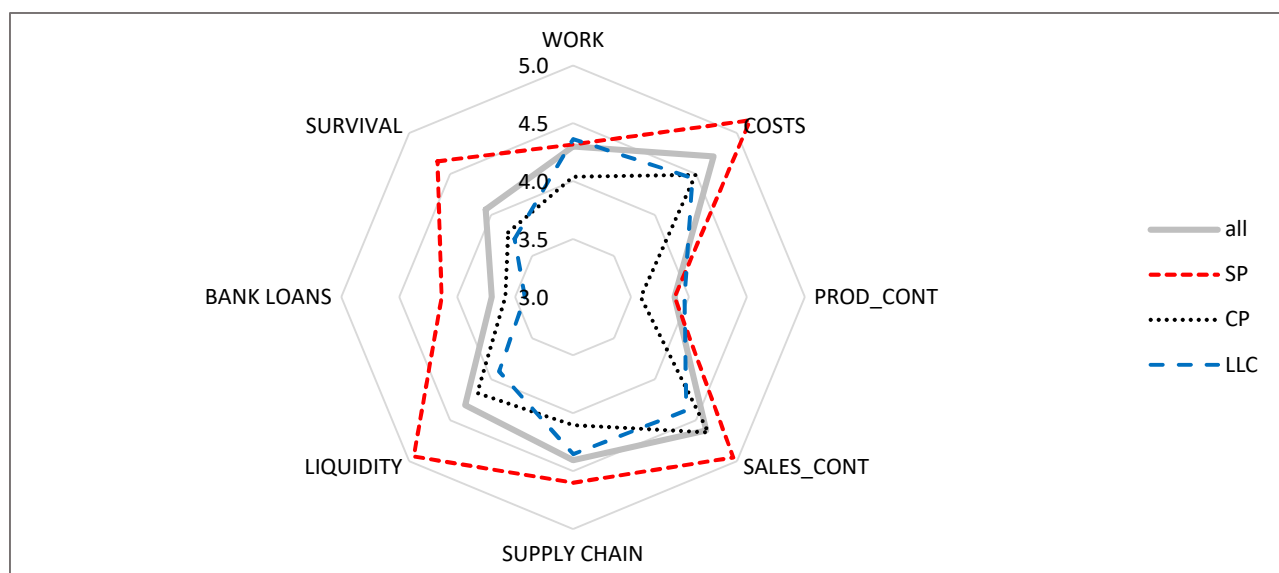 WORK
5.0
SURVIVAL
4.5
COSTS
4.0
3.5
BANK LOANS
3.0
PROD_CONT
LIQUIDITY
SALES_CONT
SUPPLY CHAIN
all
SP
CP
LLC